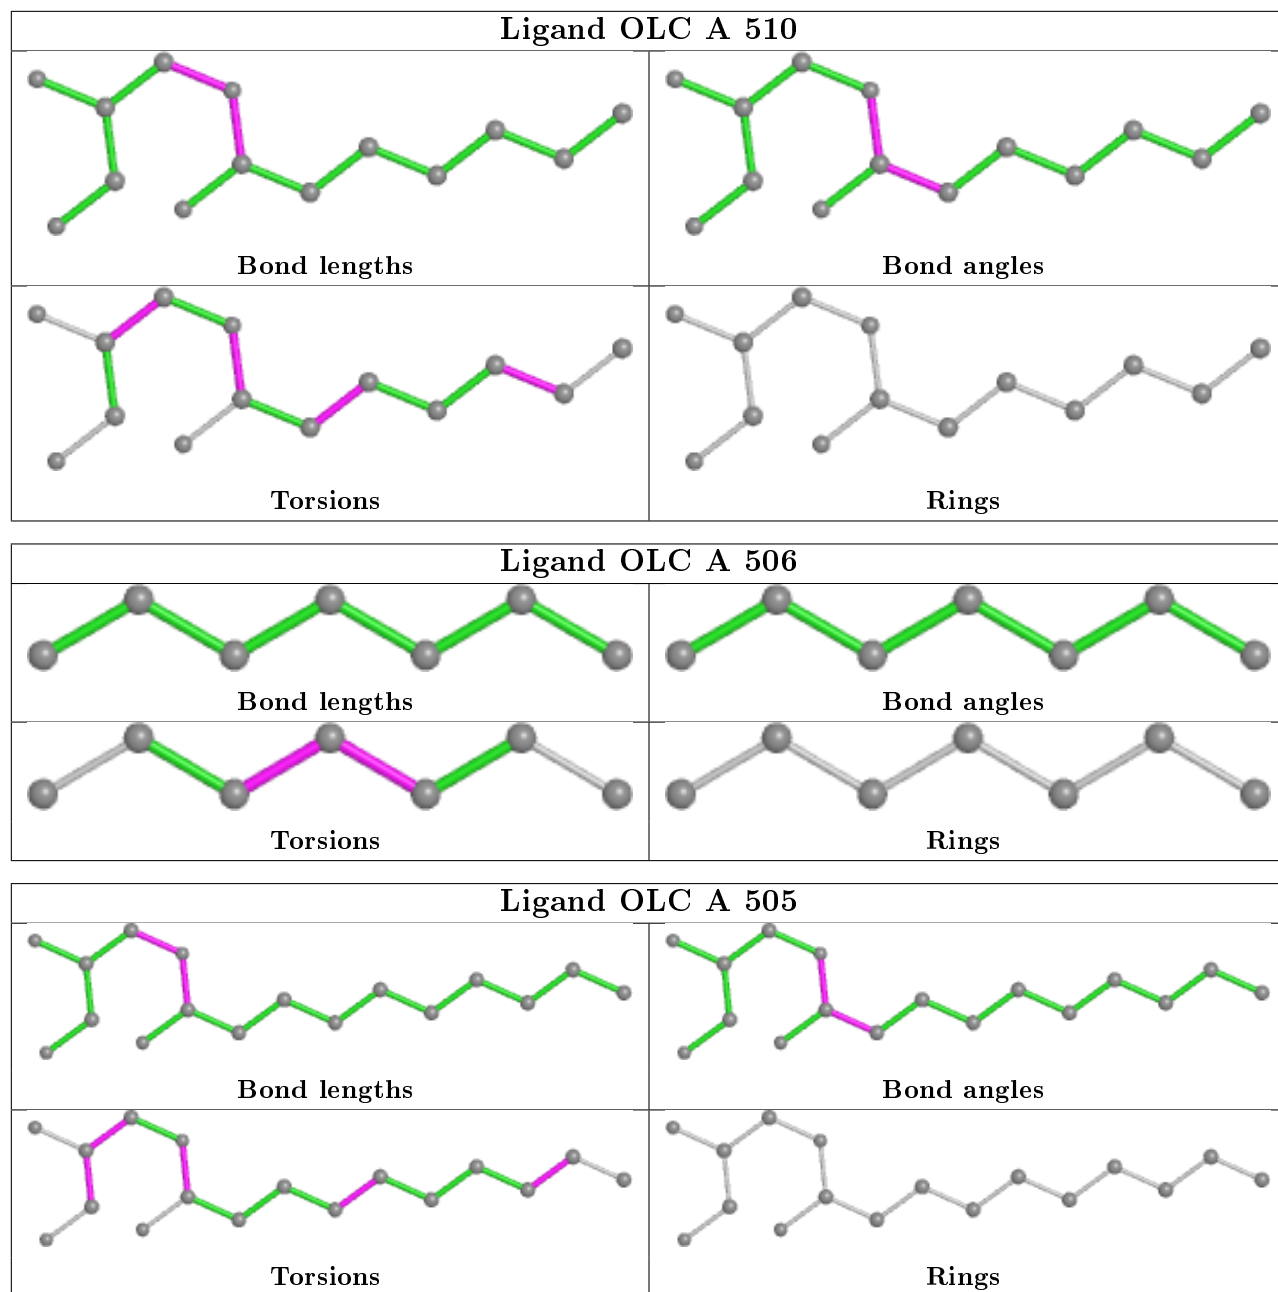 Ligand OLC A 510
Bond lengths
Bond angles
Torsions
Rings
Ligand OLC A 506
Bond lengths
Bond angles
Torsions
Rings
Ligand OLC A 505
Bond lengths
Bond angles
Torsions
Rings